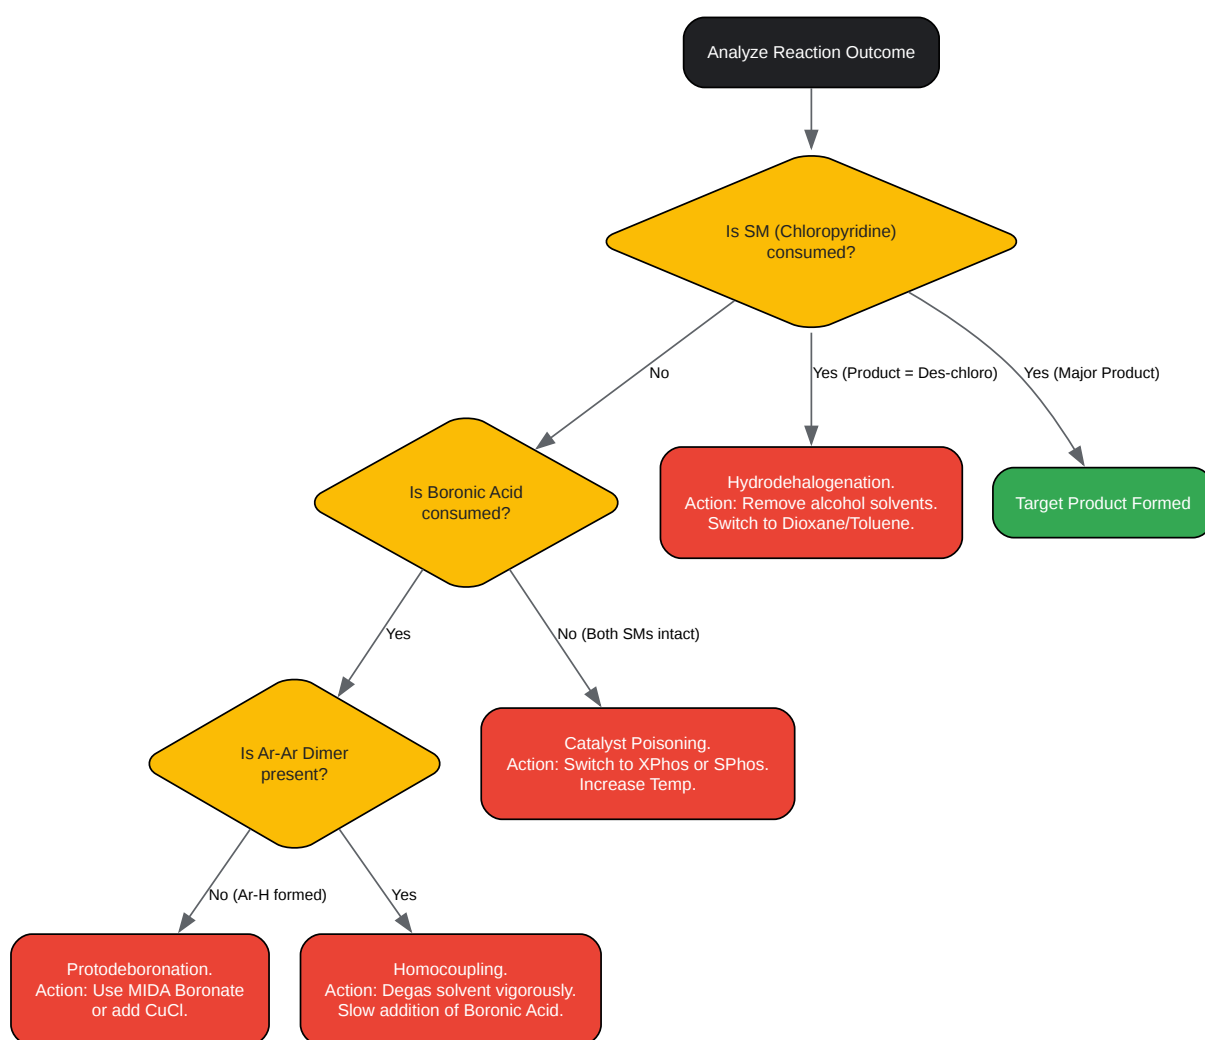 Analyze Reaction Outcome
Is SM (Chloropyridine)
consumed?
No
Yes (Product = Des-chloro)
Yes (Major Product)
Is Boronic Acid
consumed?
Hydrodehalogenation.
Action: Remove alcohol solvents.
Switch to Dioxane/Toluene.
Target Product Formed
Yes
No (Both SMs intact)
Is Ar-Ar Dimer
present?
Catalyst Poisoning.
Action: Switch to XPhos or SPhos.
Increase Temp.
No (Ar-H formed)
Yes
Protodeboronation.
Action: Use MIDA Boronate
or add CuCl.
Homocoupling.
Action: Degas solvent vigorously.
Slow addition of Boronic Acid.